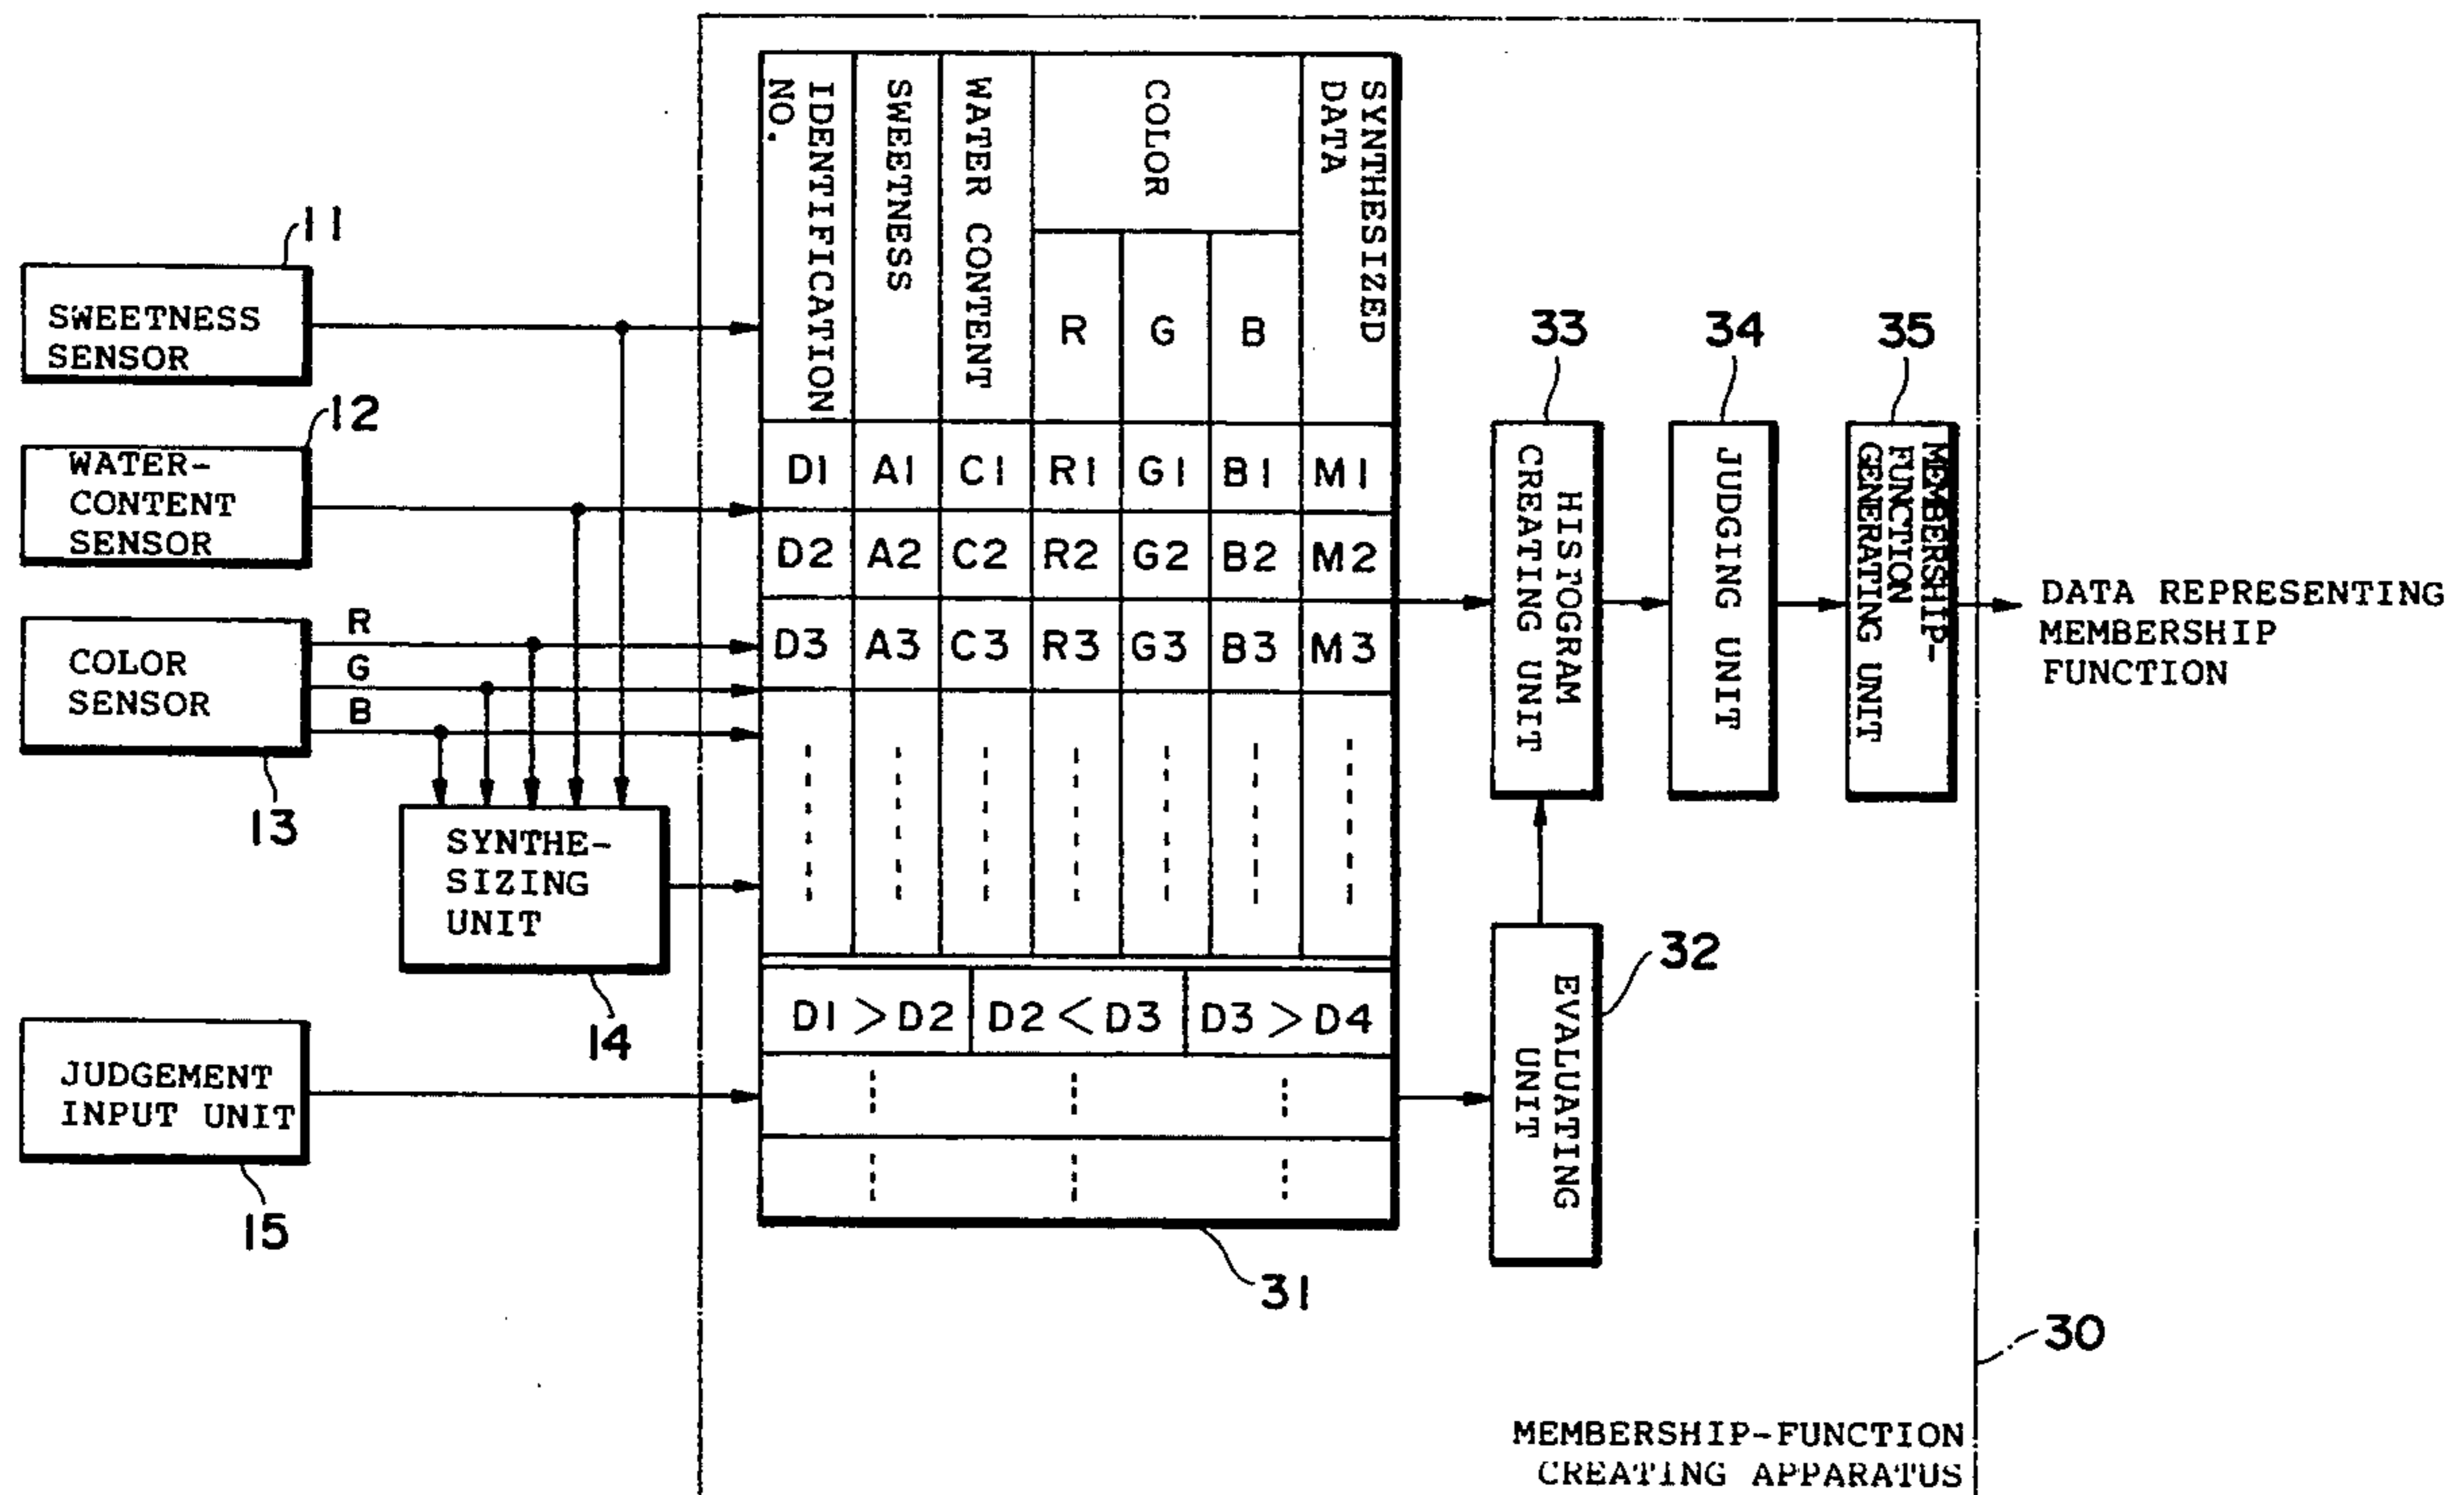 11
SWEETNESS
SENSOR
12
WATER-
CONTENT
SENSOR
R
G
B
COLOR
SENSOR
13
SYNTHE-
SIZING
UNIT
14
JUDGEMENT
INPUT UNIT
15
IDENTIFICATION
NO.
SWEETNESS
WATER CONTENT
COLOR
SYNTHESIZED
DATA
R G B
D1 A1 C1 R1 G1 B1 M1
D2 A2 C2 R2 G2 B2 M2
D3 A3 C3 R3 G3 B3 M3
D1 > D2 D2 < D3 D3 > D4
31
33
HISTOGRAM
CREATING UNIT
34
JUDGING UNIT
35
MEMBERSHIP-
FUNCTION
GENERATING UNIT
32
EVALUATING
UNIT
DATA REPRESENTING
MEMBERSHIP
FUNCTION
30
MEMBERSHIP-FUNCTION
CREATING APPARATUS